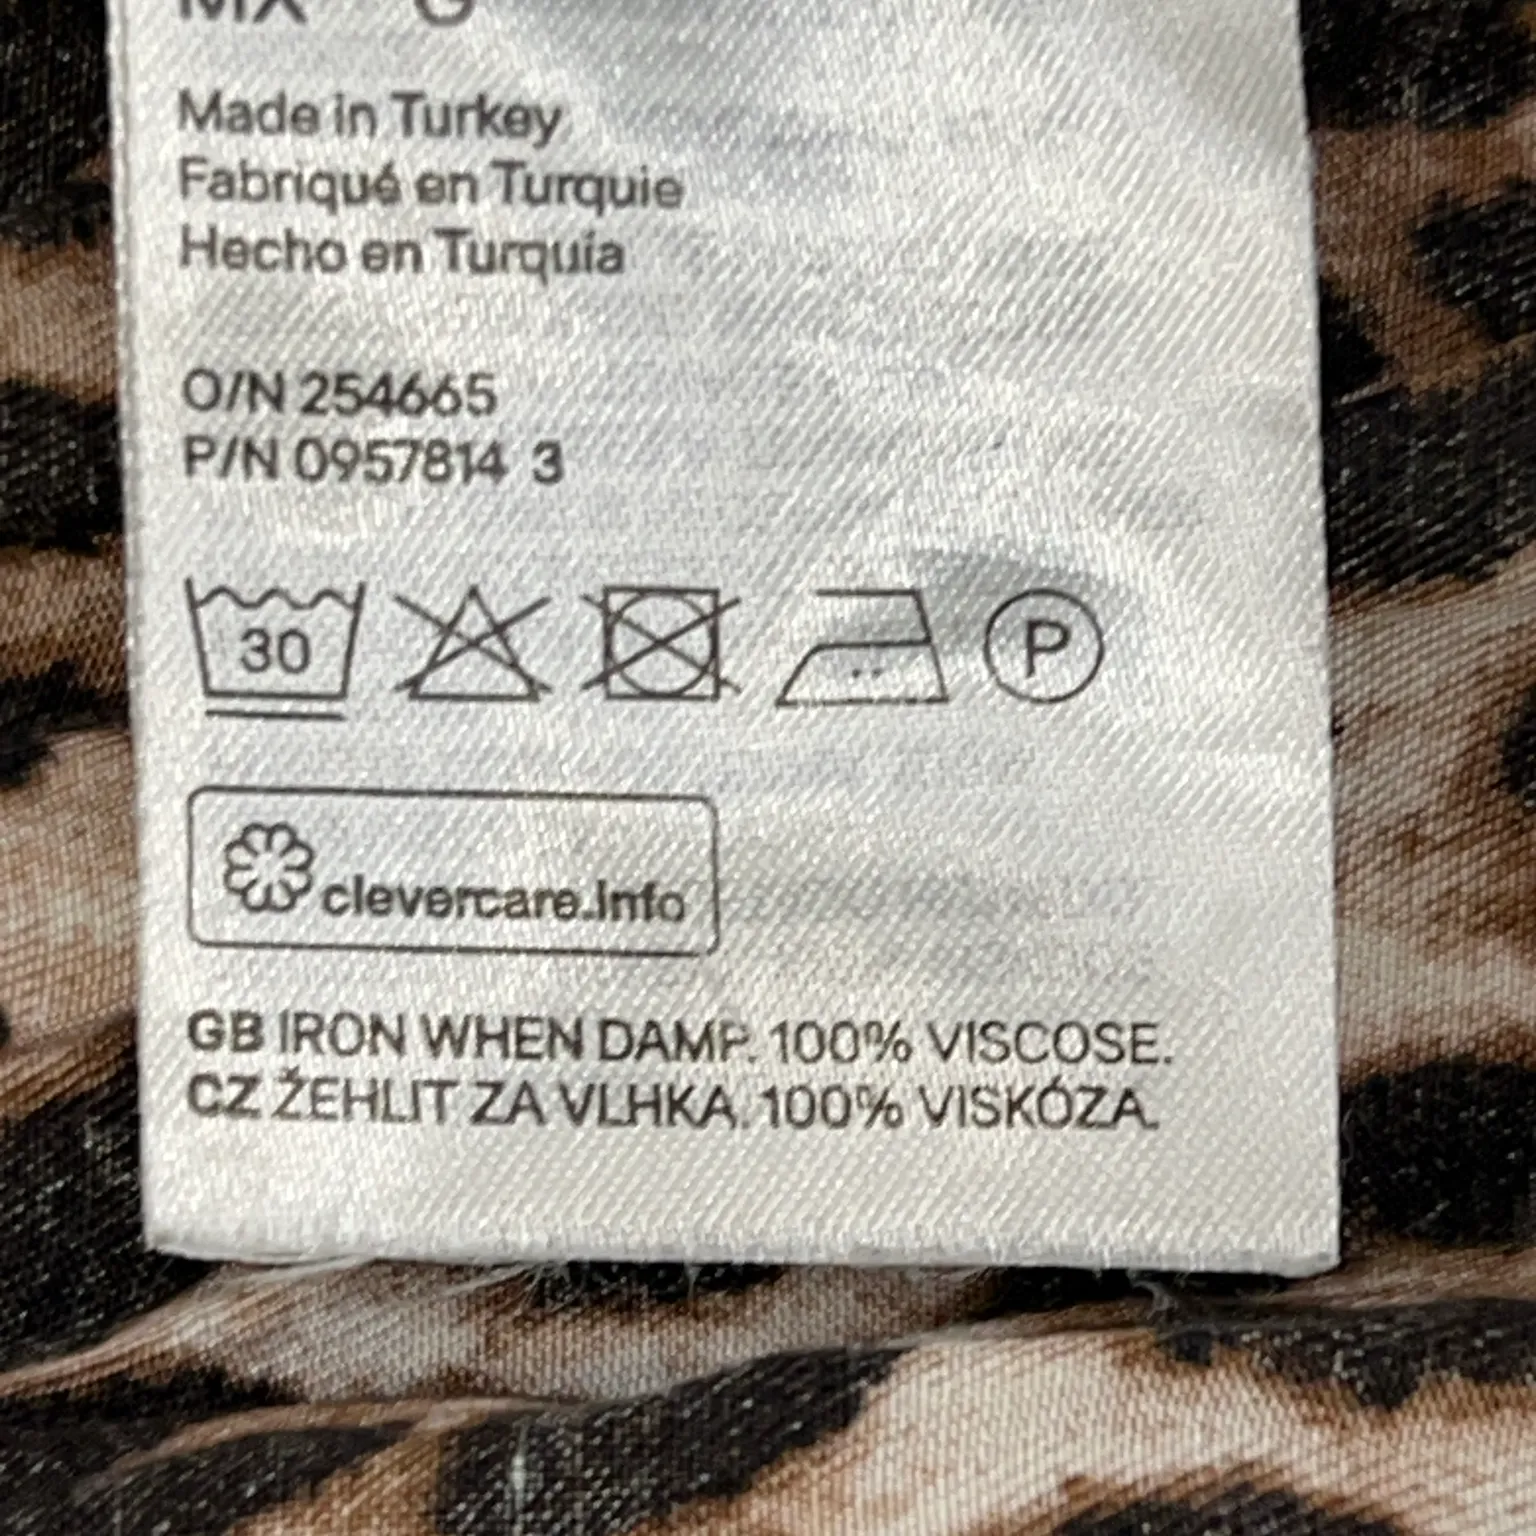 MX G
Made in Turkey
Fabriqué en Turquie
Hecho en Turquía
O/N 254665
P/N 0957814 3
30
P
clevercare.info
GB IRON WHEN DAMP. 100% VISCOSE.
CZ ŽEHLIT ZA VLHKA. 100% VISKÓZA.